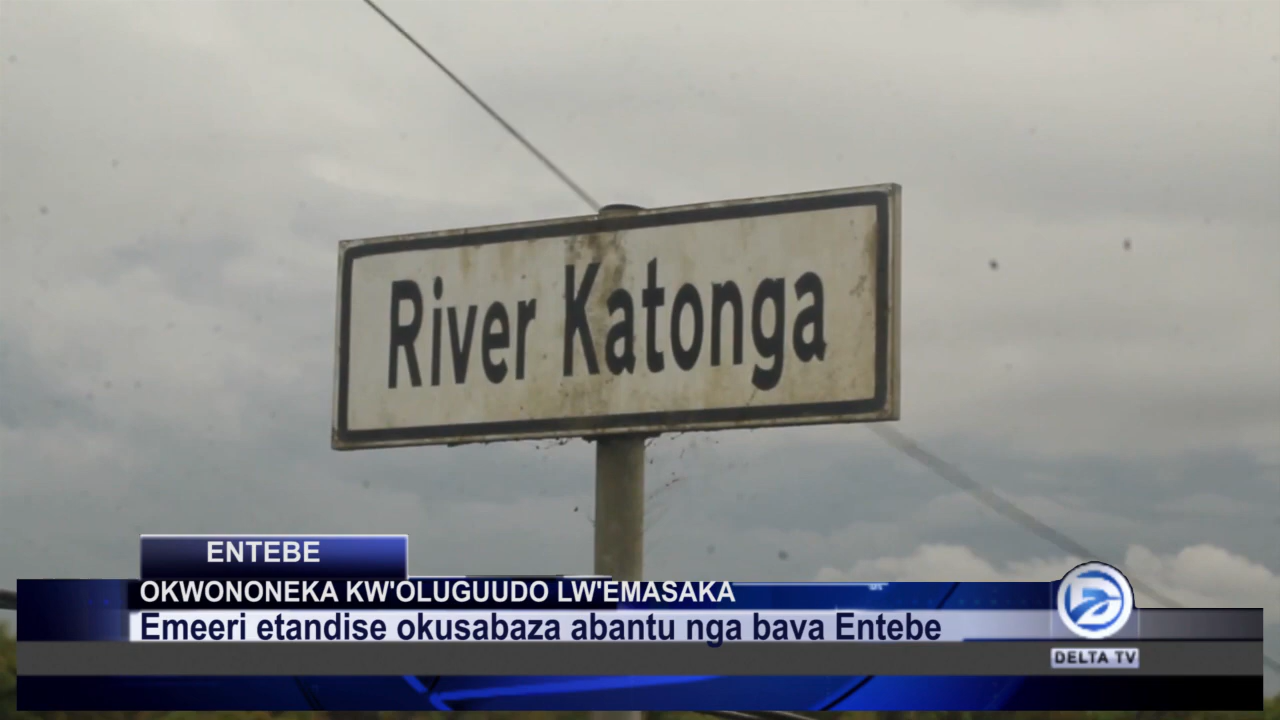 River Katonga
ENTEBE
OKWONONEKA KW'OLUGUUDO LW'EMASAKA
Emeeri etandise okusabaza abantu nga bava Entebe
DELTA TV